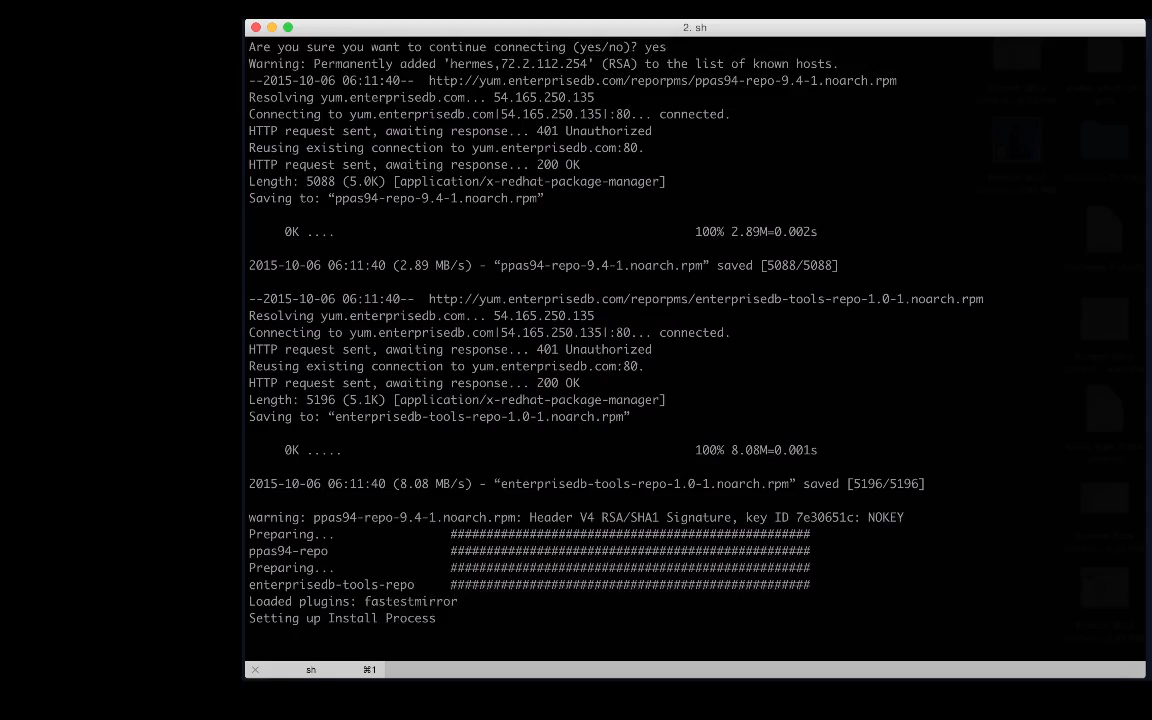 2. sh
Are you sure you want to continue connecting (yes/no)? yes
Warning: Permanently added 'hermes,72.2.112.254' (RSA) to the list of known hosts.
--2015-10-06 06:11:40--  http://yum.enterprisedb.com/reporpms/ppas94-repo-9.4-1.noarch.rpm
Resolving yum.enterprisedb.com... 54.165.250.135
Connecting to yum.enterprisedb.com|54.165.250.135|:80... connected.
HTTP request sent, awaiting response... 401 Unauthorized
Reusing existing connection to yum.enterprisedb.com:80.
HTTP request sent, awaiting response... 200 OK
Length: 5088 (5.0K) [application/x-redhat-package-manager]
Saving to: “ppas94-repo-9.4-1.noarch.rpm”
0K .... 100% 2.89M=0.002s
2015-10-06 06:11:40 (2.89 MB/s) - “ppas94-repo-9.4-1.noarch.rpm” saved [5088/5088]
--2015-10-06 06:11:40--  http://yum.enterprisedb.com/reporpms/enterprisedb-tools-repo-1.0-1.noarch.rpm
Resolving yum.enterprisedb.com... 54.165.250.135
Connecting to yum.enterprisedb.com|54.165.250.135|:80... connected.
HTTP request sent, awaiting response... 401 Unauthorized
Reusing existing connection to yum.enterprisedb.com:80.
HTTP request sent, awaiting response... 200 OK
Length: 5196 (5.1K) [application/x-redhat-package-manager]
Saving to: “enterprisedb-tools-repo-1.0-1.noarch.rpm”
0K ..... 100% 8.08M=0.001s
2015-10-06 06:11:40 (8.08 MB/s) - “enterprisedb-tools-repo-1.0-1.noarch.rpm” saved [5196/5196]
warning: ppas94-repo-9.4-1.noarch.rpm: Header V4 RSA/SHA1 Signature, key ID 7e30651c: NOKEY
Preparing... ##################################################
ppas94-repo ##################################################
Preparing... ##################################################
enterprisedb-tools-repo ##################################################
Loaded plugins: fastestmirror
Setting up Install Process
sh ⌘1